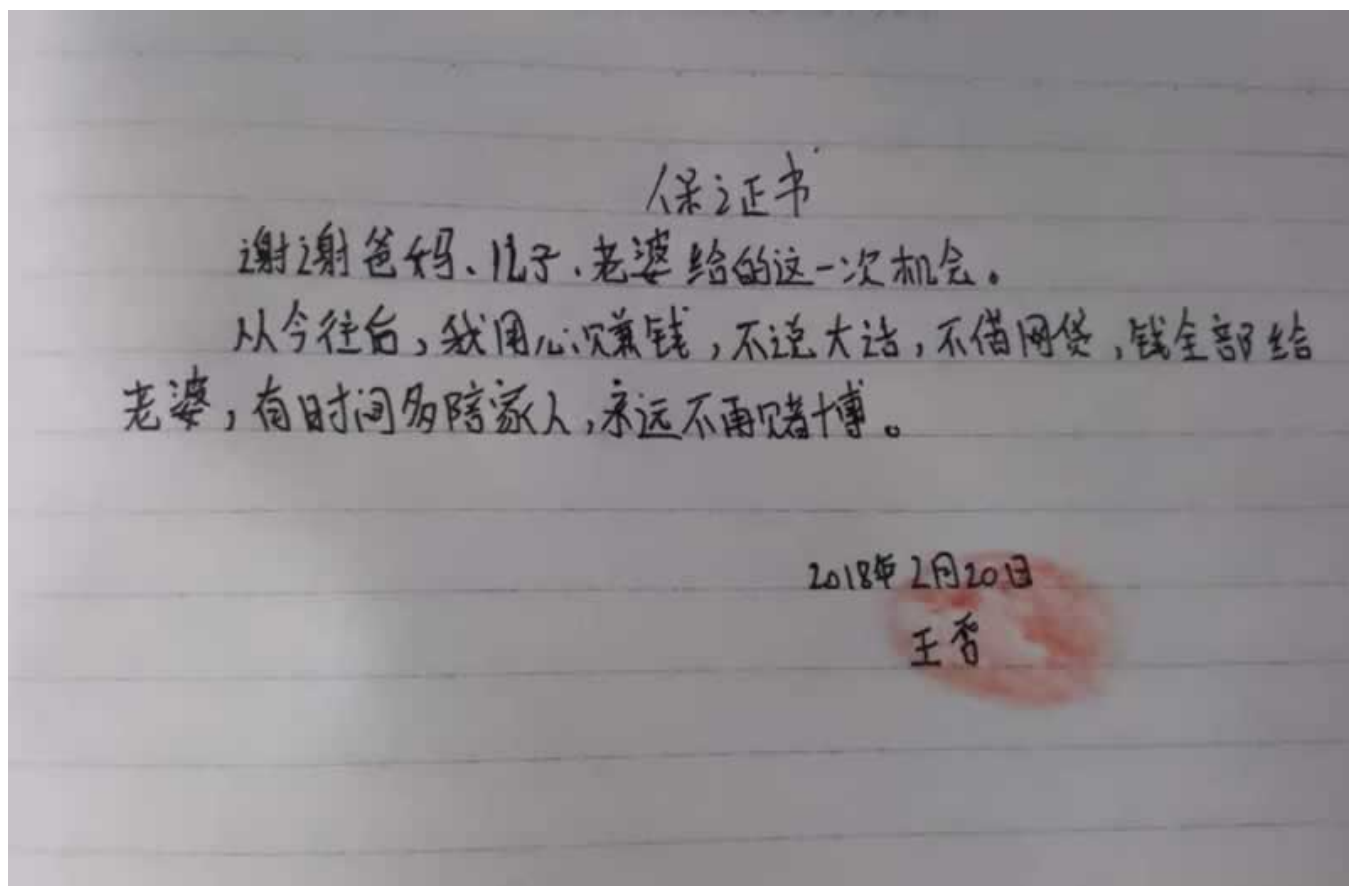 保证书
谢谢爸妈、儿子、老婆给的这一次机会。
从今往后,我用心赚钱,不说大话,不借网贷,钱全部给
老婆,有时间多陪家人,永远不再赌博。
2018年2月20日
王香